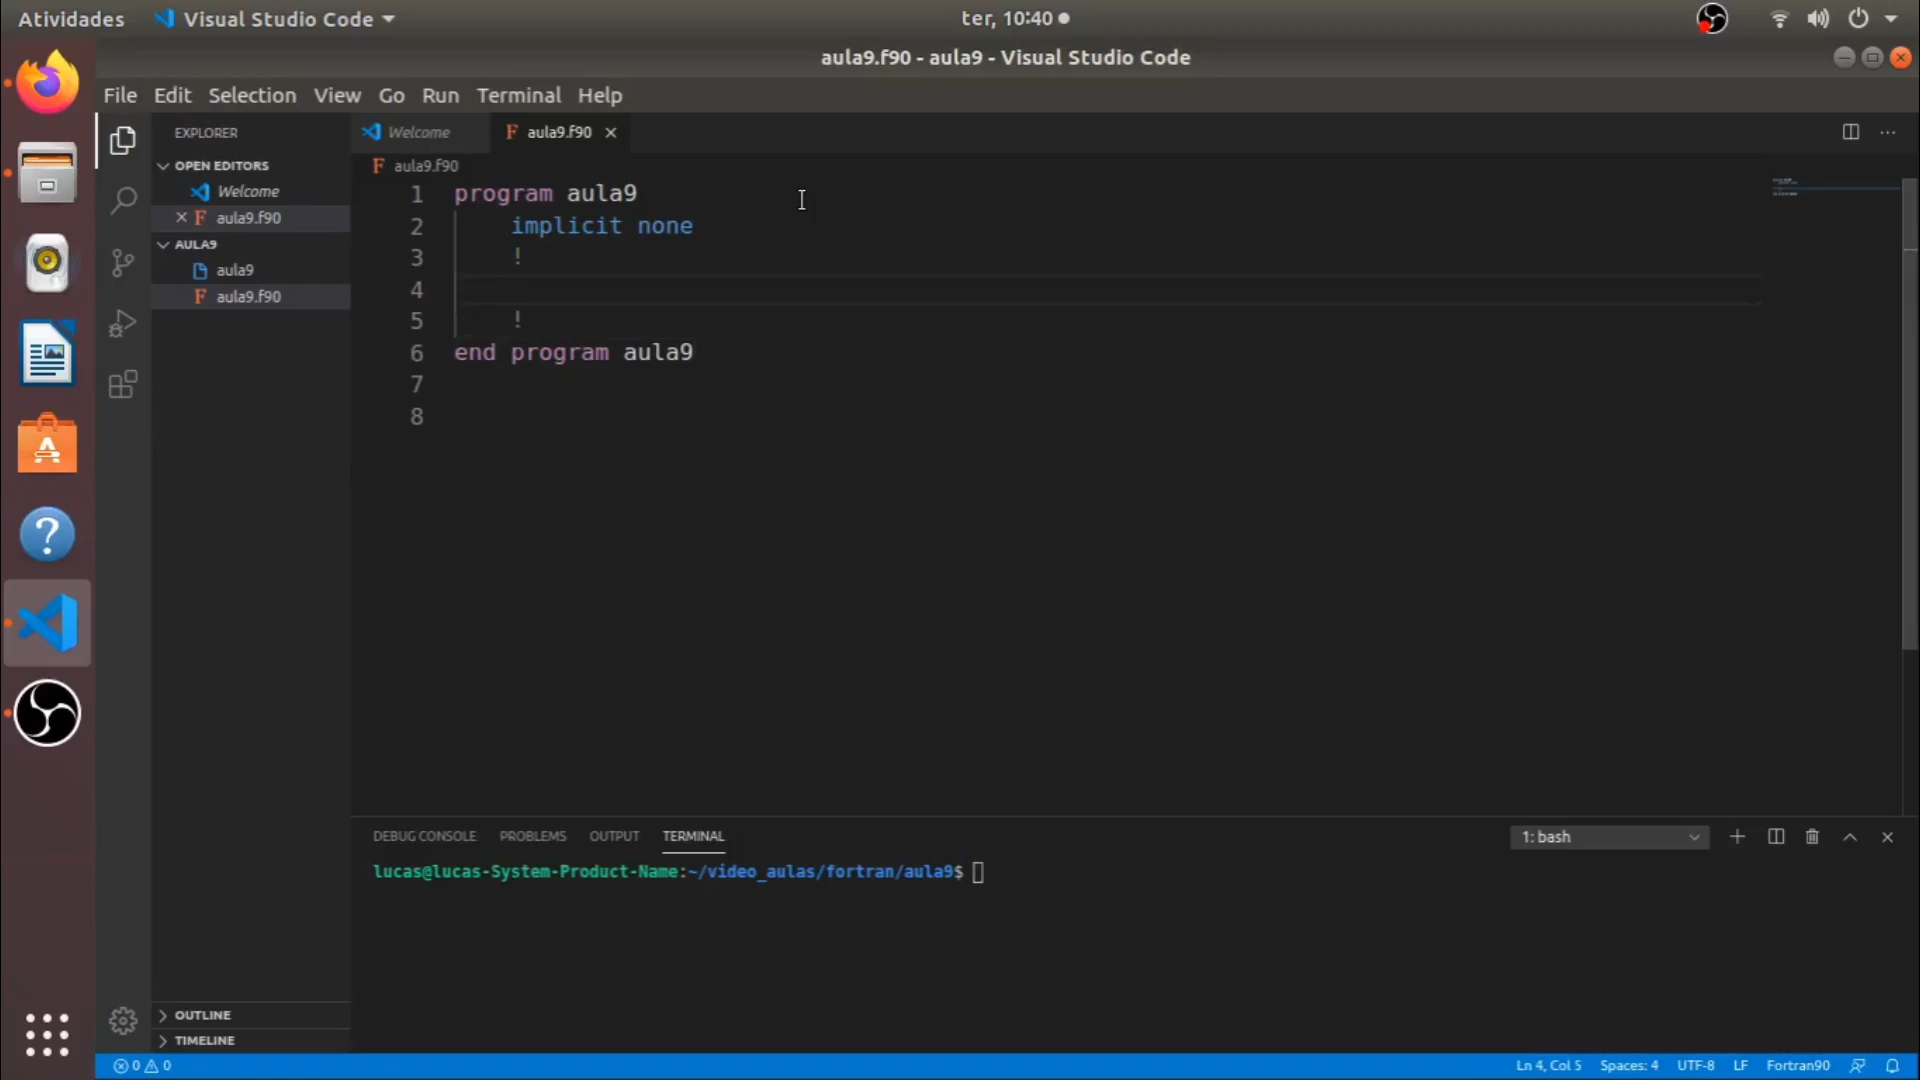 Atividades Visual Studio Code ter, 10:40
aula9.f90 - aula9 - Visual Studio Code
File Edit Selection View Go Run Terminal Help
EXPLORER
OPEN EDITORS
Welcome
aula9.f90
AULA9
aula9
aula9.f90
OUTLINE
TIMELINE
Welcome aula9.f90
aula9.f90
1 program aula9
2 implicit none
3 !
4
5 !
6 end program aula9
7
8
DEBUG CONSOLE PROBLEMS OUTPUT TERMINAL 1: bash
lucas@lucas-System-Product-Name:~/video_aulas/fortran/aula9$
0 0 Ln 4, Col 5 Spaces: 4 UTF-8 LF Fortran90